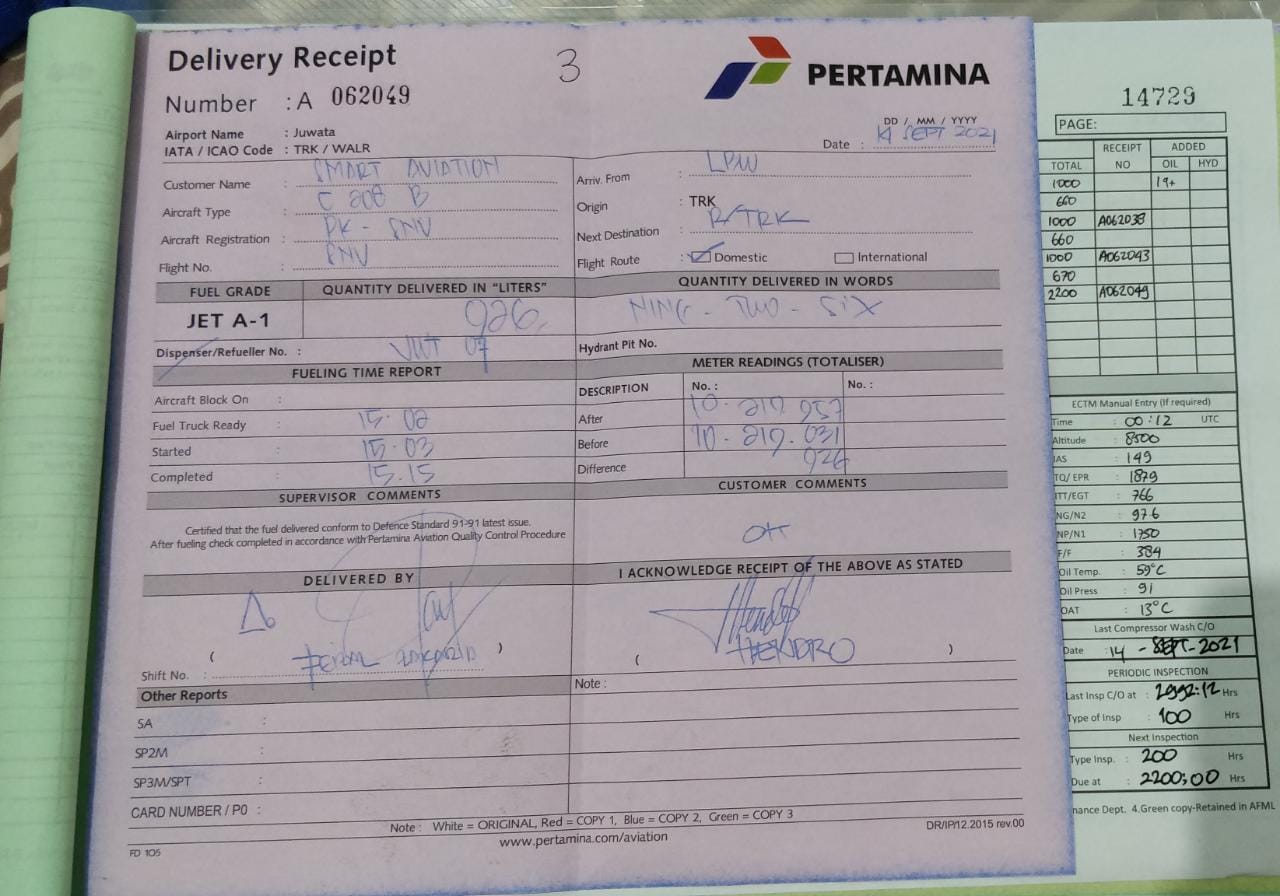 Delivery Receipt
3
PERTAMINA
Number : A 062049
Airport Name : Juwata
IATA / ICAO Code : TRK / WALR
DD / MM / YYYY
Date : 14 SEPT 2021
Customer Name : SMART AVIATION
Aircraft Type : C 208 B
Aircraft Registration : PK - SNV
Flight No. : SNV
Arriv. From : LPW
Origin : TRK
Next Destination : R/TRK
Flight Route : Domestic International
FUEL GRADE QUANTITY DELIVERED IN "LITERS" QUANTITY DELIVERED IN WORDS
JET A-1 926 NING - TWO - SIX
Dispenser/Refueller No. : 07 Hydrant Pit No.
FUELING TIME REPORT METER READINGS (TOTALISER)
DESCRIPTION No. : No. :
Aircraft Block On :
Fuel Truck Ready : 15.02
Started : 15.03
Completed : 15.15
After 10.219 957
Before 10.219.031
Difference 926
SUPERVISOR COMMENTS CUSTOMER COMMENTS
Certified that the fuel delivered conform to Defence Standard 91-91 latest issue.
After fueling check completed in accordance with Pertamina Aviation Quality Control Procedure
DELIVERED BY I ACKNOWLEDGE RECEIPT OF THE ABOVE AS STATED
( )
HENDRO
( )
Shift No. :
Other Reports Note :
SA :
SP2M :
SP3M/SPT :
CARD NUMBER / P0 :
Note : White = ORIGINAL, Red = COPY 1, Blue = COPY 2, Green = COPY 3
www.pertamina.com/aviation
DR/IP/12.2015 rev.00
FD 105
14729
PAGE:
TOTAL RECEIPT NO ADDED OIL HYD
1000 19+
660
1000 A062038
660
1000 A062043
670
2200 A062049
ECTM Manual Entry (If required)
Time : 00:12 UTC
Altitude : 8500
IAS : 149
TQ/ EPR : 1879
ITT/EGT : 766
NG/N2 : 97.6
NP/N1 : 1750
F/F : 384
Oil Temp. : 59°C
Oil Press : 91
OAT : 13°C
Last Compressor Wash C/O
Date : 14 - SEPT - 2021
PERIODIC INSPECTION
Last Insp C/O at : 2992:12 Hrs
Type of Insp : 100 Hrs
Next Inspection
Type Insp. : 200 Hrs
Due at : 2200:00 Hrs
nance Dept. 4.Green copy-Retained in AFML